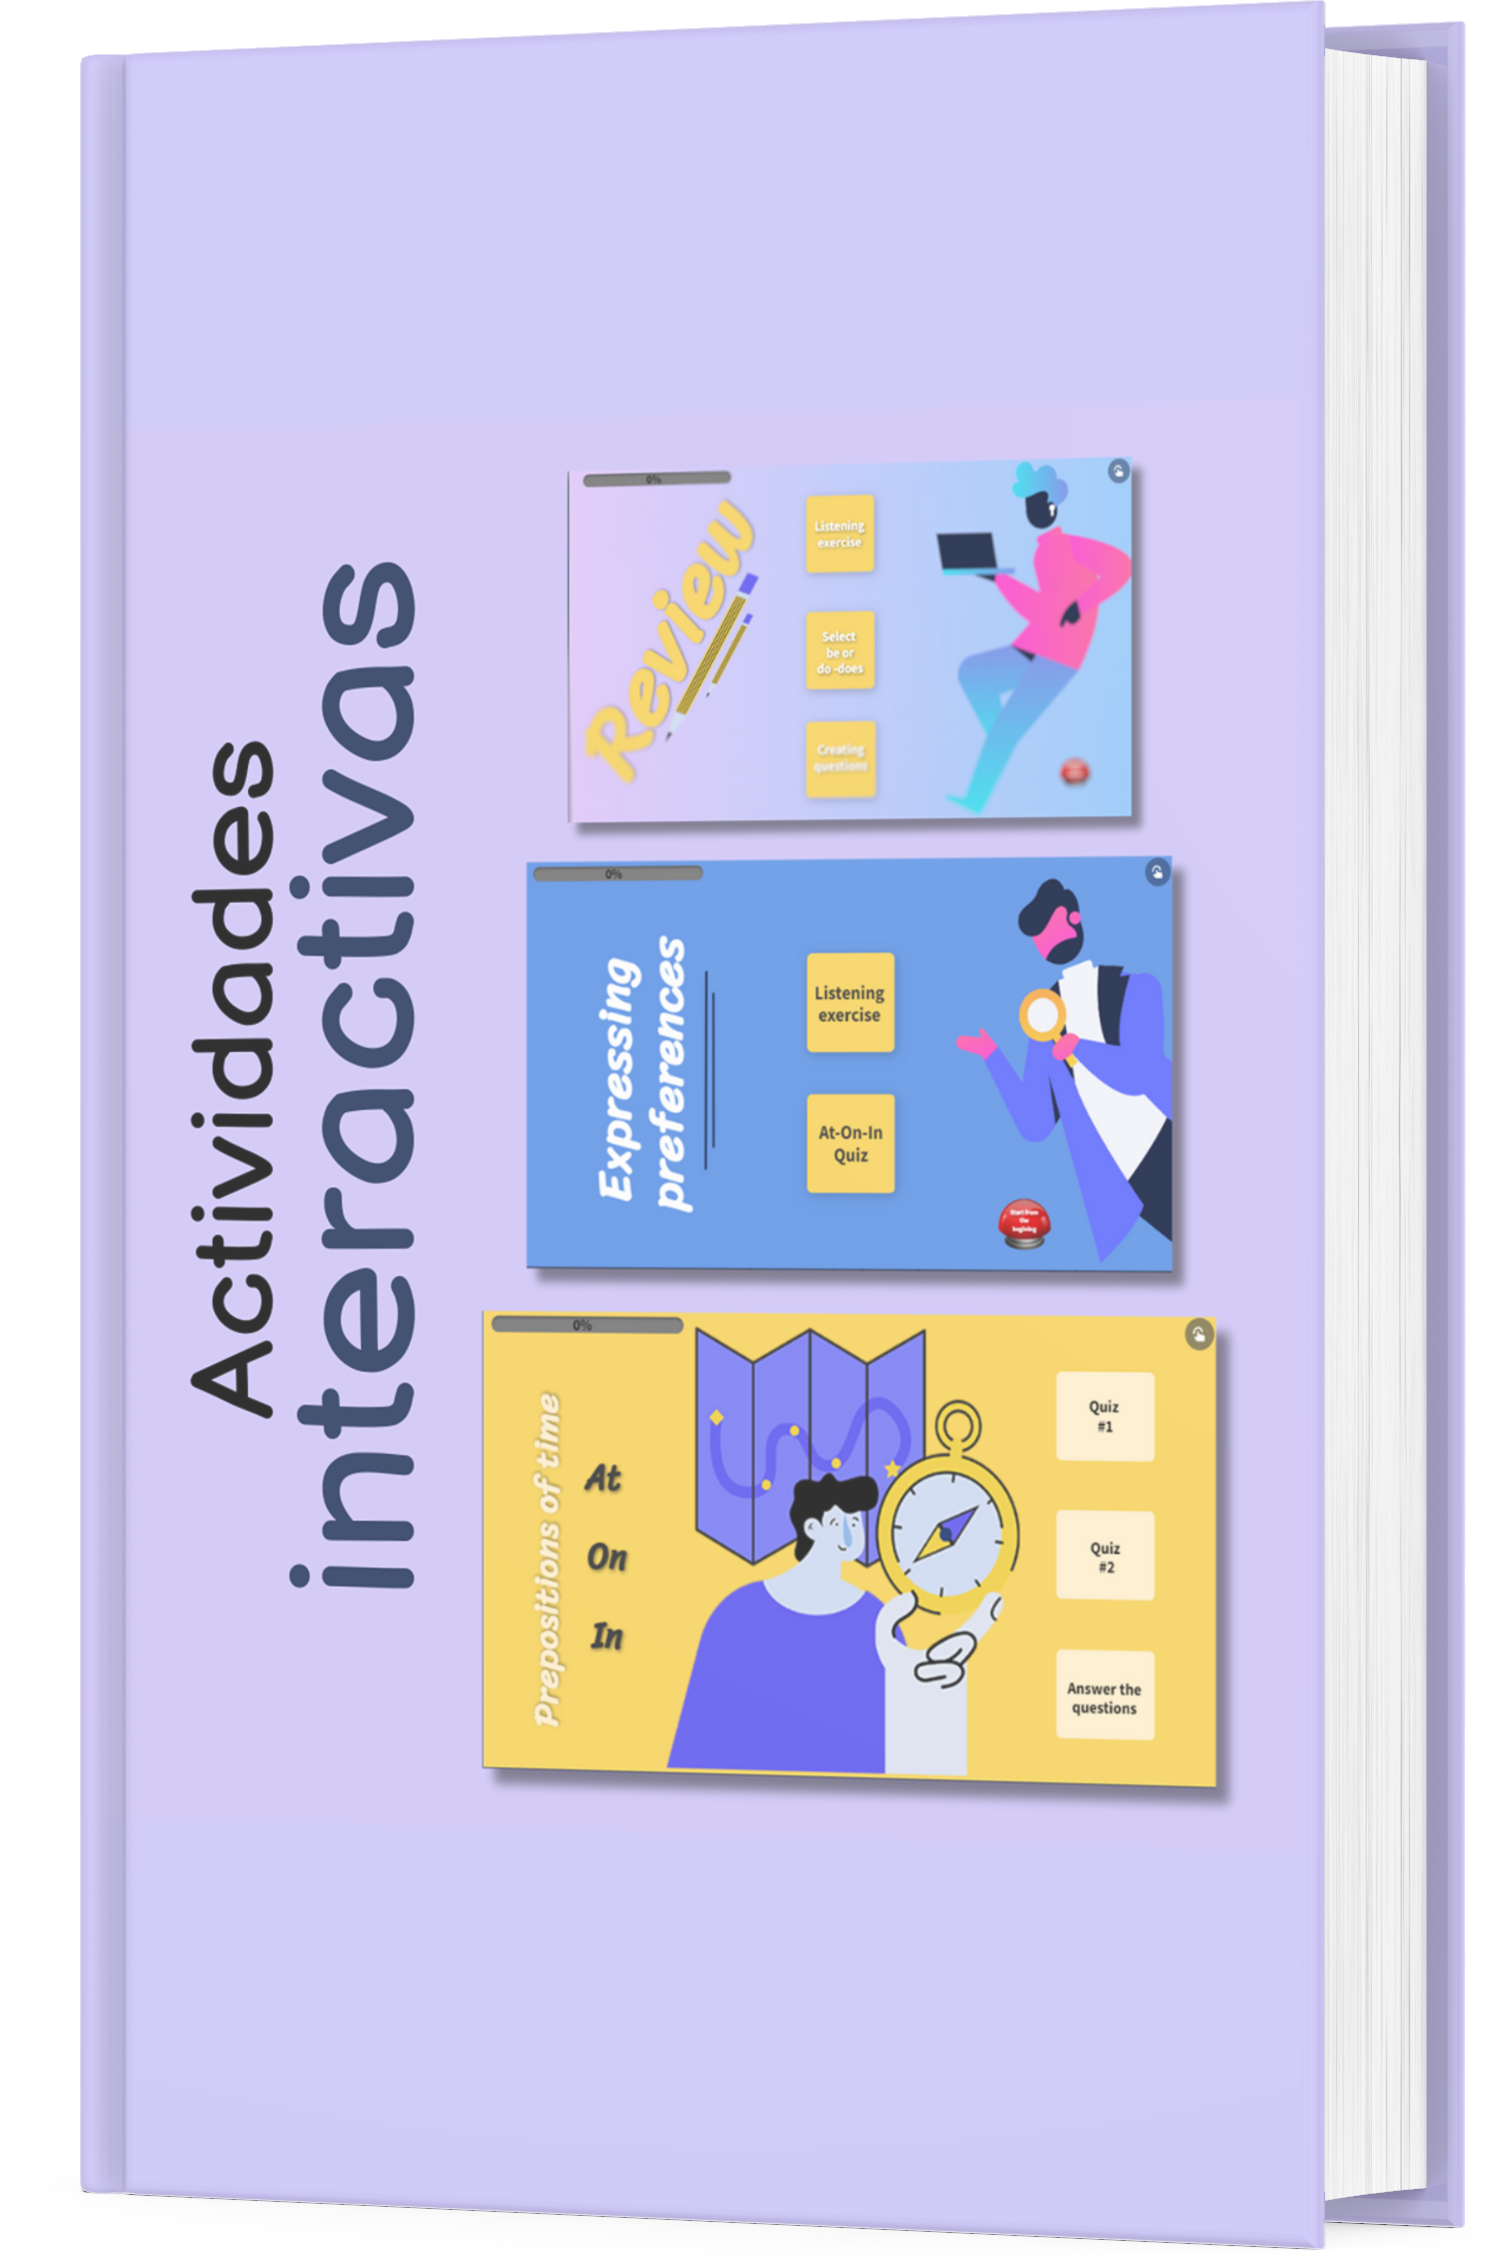 Actividades
interactivas
0%
Review
Listening
exercise
Select
be or
do -does
Creating
questions
0%
Expressing
preferences
Listening
exercise
At-On-In
Quiz
Start from
the
begining
0%
Prepositions of time
At
On
In
Quiz
#1
Quiz
#2
Answer the
questions